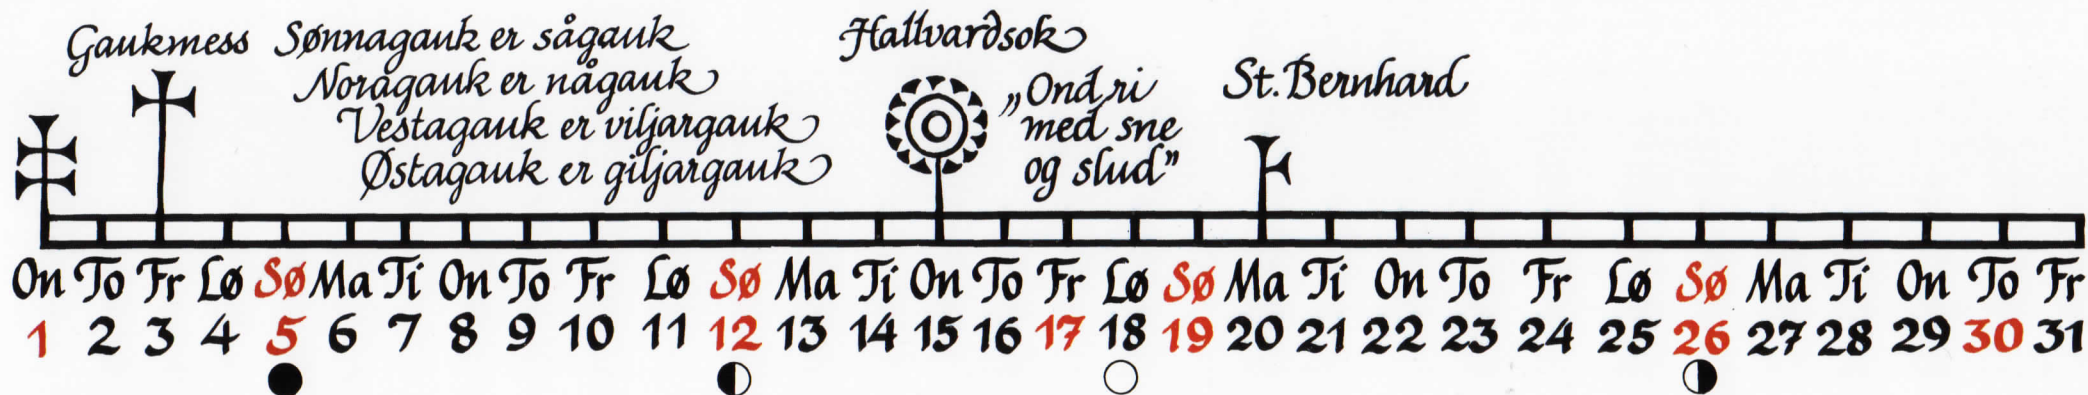 Gaukmess
Sønnagauk er sågauk
Noragauk er någauk
Vestagauk er viljargauk
Østagauk er giljargauk
Hallvardsok
„Ond ri
med sne
og slud”
St. Bernhard
On To Fr Lø Sø Ma Ti On To Fr Lø Sø Ma Ti On To Fr Lø Sø Ma Ti On To Fr Lø Sø Ma Ti On To Fr
1 2 3 4 5 6 7 8 9 10 11 12 13 14 15 16 17 18 19 20 21 22 23 24 25 26 27 28 29 30 31